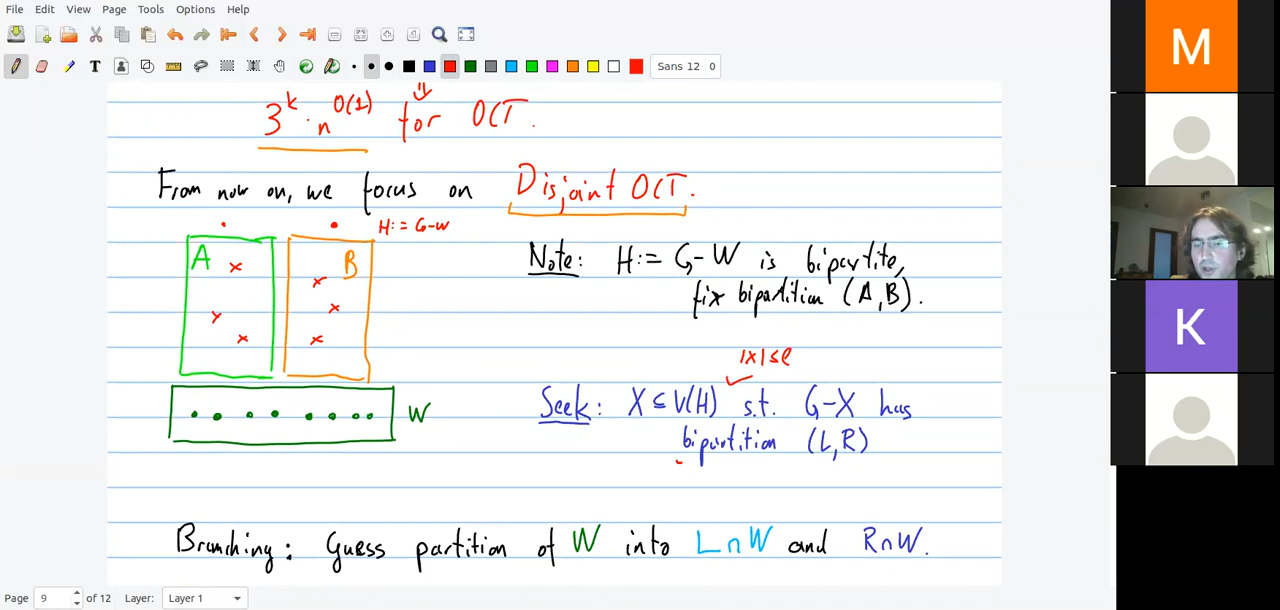 File Edit View Page Tools Options Help
Sans 12 0
3^k · n^O(1) for OCT.
From now on, we focus on Disjoint OCT.
H := G-W
A B
Note: H := G-W is bipartite,
fix bipartition (A,B).
|X| ≤ l
Seek: X ⊆ V(H) s.t. G-X has
bipartition (L,R)
W
Branching: Guess partition of W into L∩W and R∩W.
Page 9 of 12 Layer: Layer 1
M
K